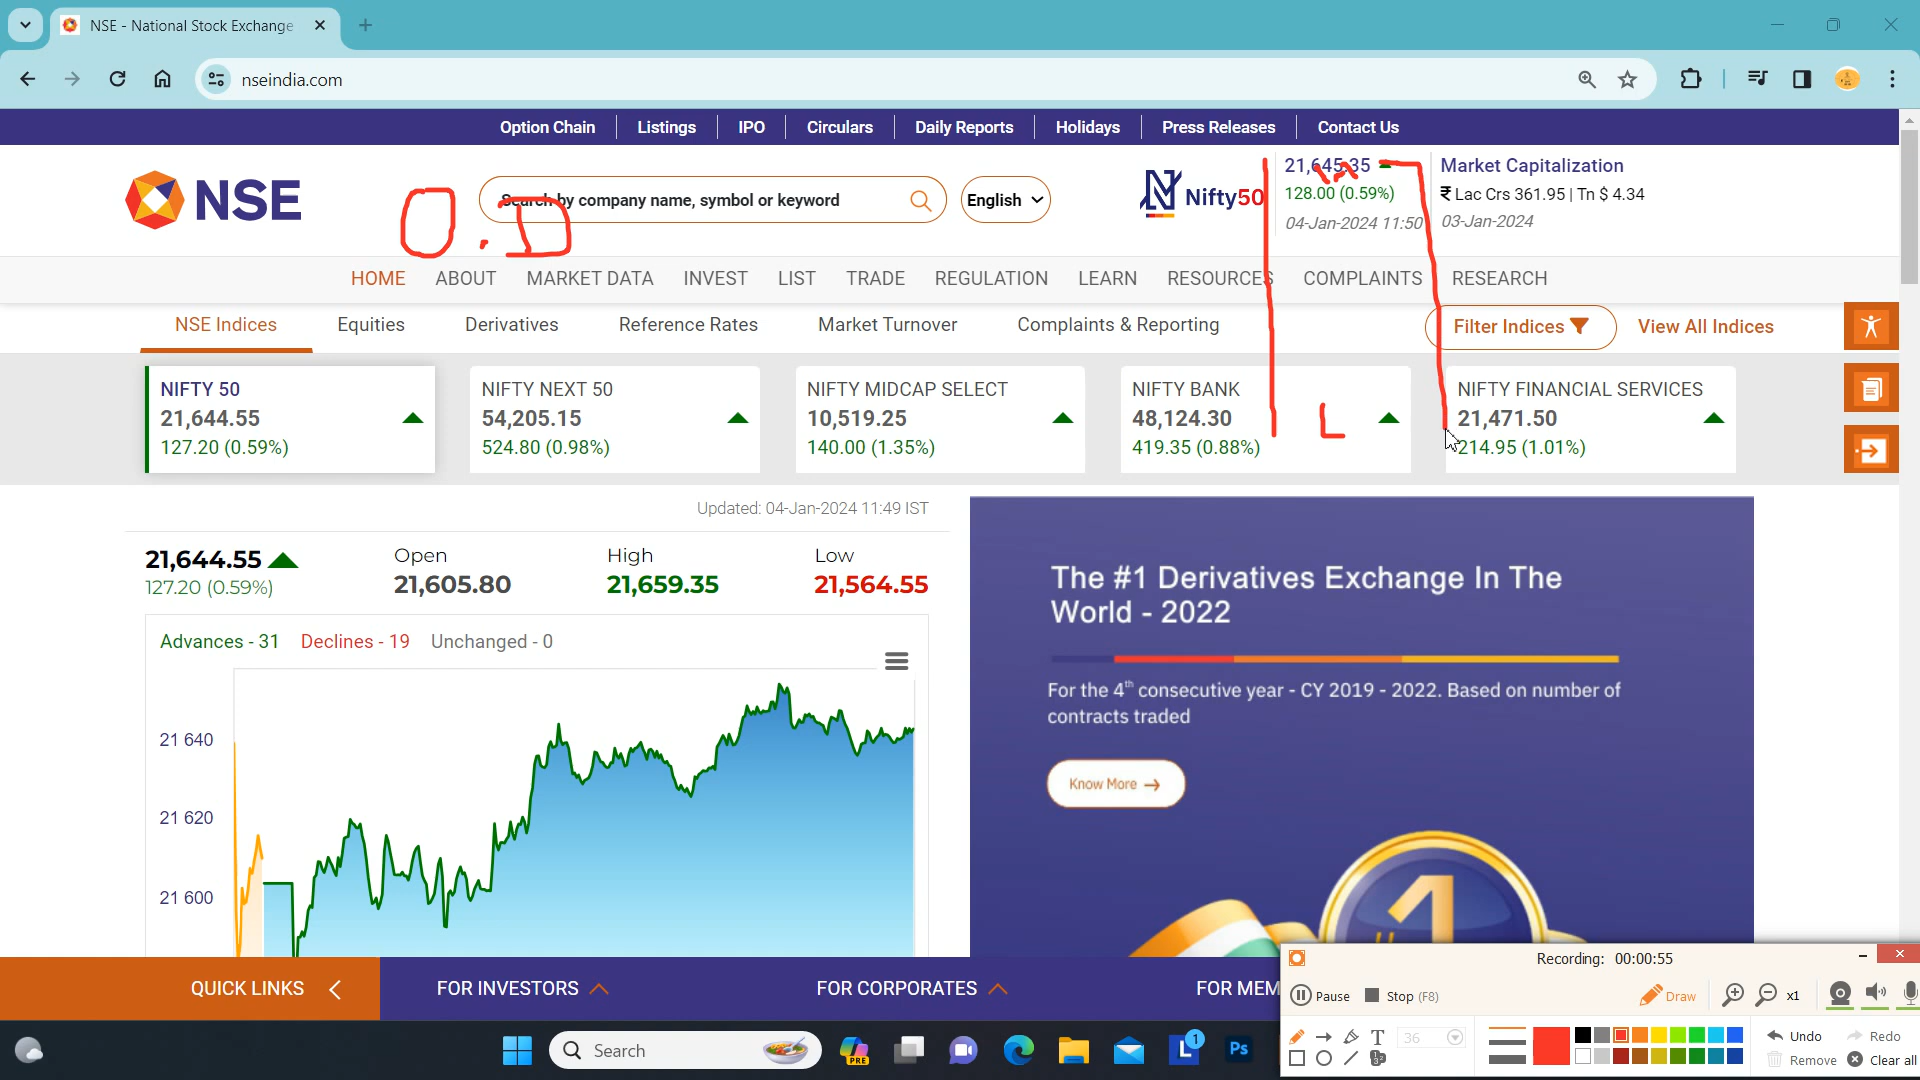 NSE - National Stock Exchange
nseindia.com
Option Chain
Listings
IPO
Circulars
Daily Reports
Holidays
Press Releases
Contact Us
NSE
Search by company name, symbol or keyword
English
Nifty50
21,645.35
128.00 (0.59%)
04-Jan-2024 11:50
Market Capitalization
₹ Lac Crs 361.95 | Tn $ 4.34
03-Jan-2024
O.D
HOME
ABOUT
MARKET DATA
INVEST
LIST
TRADE
REGULATION
LEARN
RESOURCES
COMPLAINTS
RESEARCH
NSE Indices
Equities
Derivatives
Reference Rates
Market Turnover
Complaints & Reporting
Filter Indices
View All Indices
NIFTY 50
21,644.55
127.20 (0.59%)
NIFTY NEXT 50
54,205.15
524.80 (0.98%)
NIFTY MIDCAP SELECT
10,519.25
140.00 (1.35%)
NIFTY BANK
48,124.30
419.35 (0.88%)
L
NIFTY FINANCIAL SERVICES
21,471.50
214.95 (1.01%)
Updated: 04-Jan-2024 11:49 IST
21,644.55
127.20 (0.59%)
Open
21,605.80
High
21,659.35
Low
21,564.55
Advances - 31
Declines - 19
Unchanged - 0
21 640
21 620
21 600
The #1 Derivatives Exchange In The
World - 2022
For the 4th consecutive year - CY 2019 - 2022. Based on number of
contracts traded
Know More
#1
QUICK LINKS
FOR INVESTORS
FOR CORPORATES
FOR MEM
Recording: 00:00:55
Pause
Stop (F8)
Draw
x1
T
36
Undo
Redo
Remove
Clear all
Search
PRE
L
1
Ps